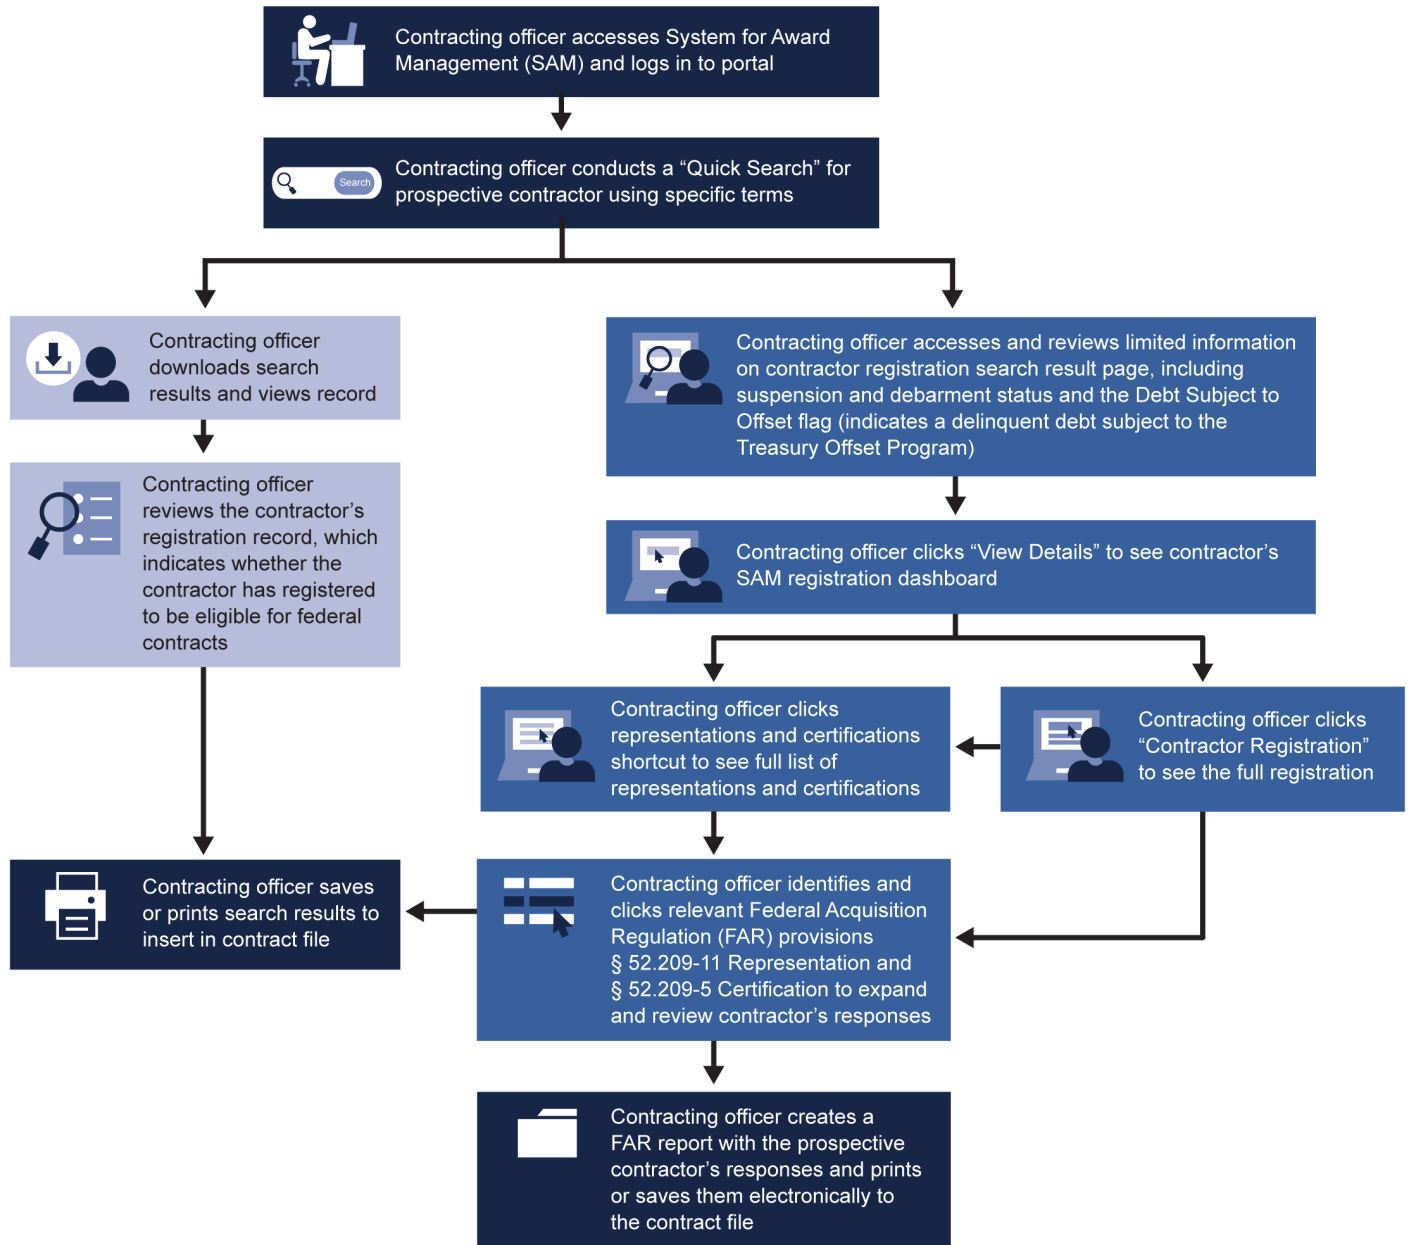 Contracting officer accesses System for Award
Management (SAM) and logs in to portal
Search
Contracting officer conducts a “Quick Search” for
prospective contractor using specific terms
Contracting officer
downloads search
results and views record
Contracting officer
reviews the contractor’s
registration record, which
indicates whether the
contractor has registered
to be eligible for federal
contracts
Contracting officer accesses and reviews limited information
on contractor registration search result page, including
suspension and debarment status and the Debt Subject to
Offset flag (indicates a delinquent debt subject to the
Treasury Offset Program)
Contracting officer clicks “View Details” to see contractor’s
SAM registration dashboard
Contracting officer clicks
representations and certifications
shortcut to see full list of
representations and certifications
Contracting officer clicks
“Contractor Registration”
to see the full registration
Contracting officer saves
or prints search results to
insert in contract file
Contracting officer identifies and
clicks relevant Federal Acquisition
Regulation (FAR) provisions
§ 52.209-11 Representation and
§ 52.209-5 Certification to expand
and review contractor’s responses
Contracting officer creates a
FAR report with the prospective
contractor’s responses and prints
or saves them electronically to
the contract file